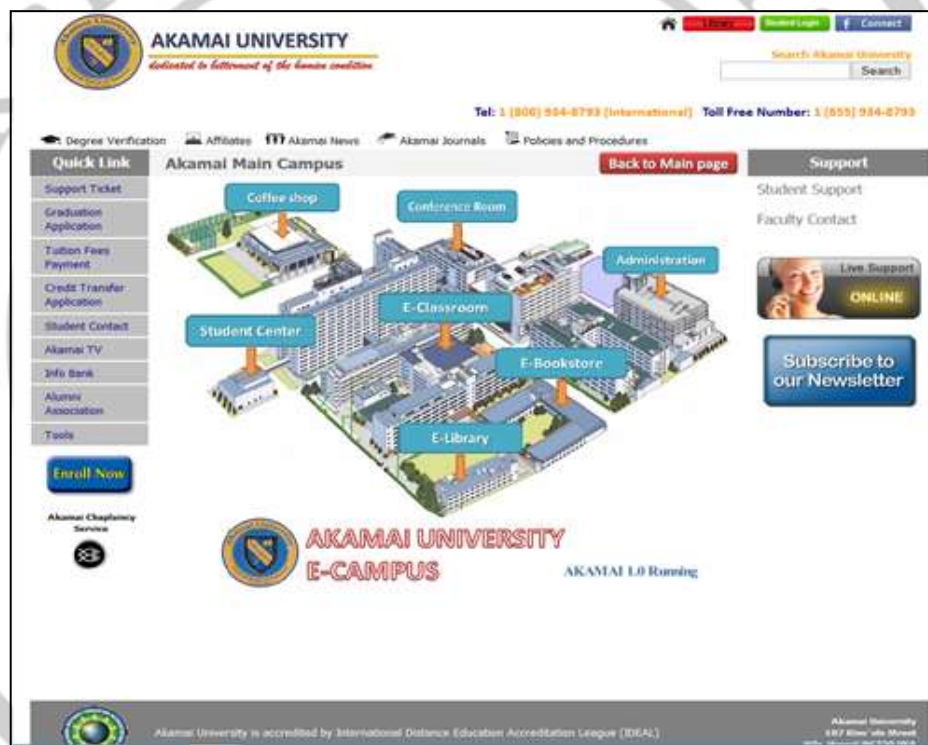 AKAMAI UNIVERSITY
dedicated to betterment of the human condition
Library
Student Login
f Connect
Search Akamai University
Search
Tel: 1 (808) 934-8793 (International) Toll Free Number: 1 (855) 934-8793
Degree Verification Affiliates Akamai News Akamai Journals Policies and Procedures
Quick Link
Akamai Main Campus
Back to Main page
Support
Support Ticket
Graduation
Application
Tuition Fees
Payment
Credit Transfer
Application
Student Contact
Akamai TV
Info Bank
Alumni
Association
Tools
Enroll Now
Akamai Chaplaincy
Service
Coffee shop
Conference Room
Administration
E-Classroom
Student Center
E-Bookstore
E-Library
Student Support
Faculty Contact
Live Support
ONLINE
Subscribe to
our Newsletter
AKAMAI UNIVERSITY
E-CAMPUS
AKAMAI 1.0 Running
Akamai University is accredited by International Distance Education Accreditation League (IDEAL)
Akamai University
Street